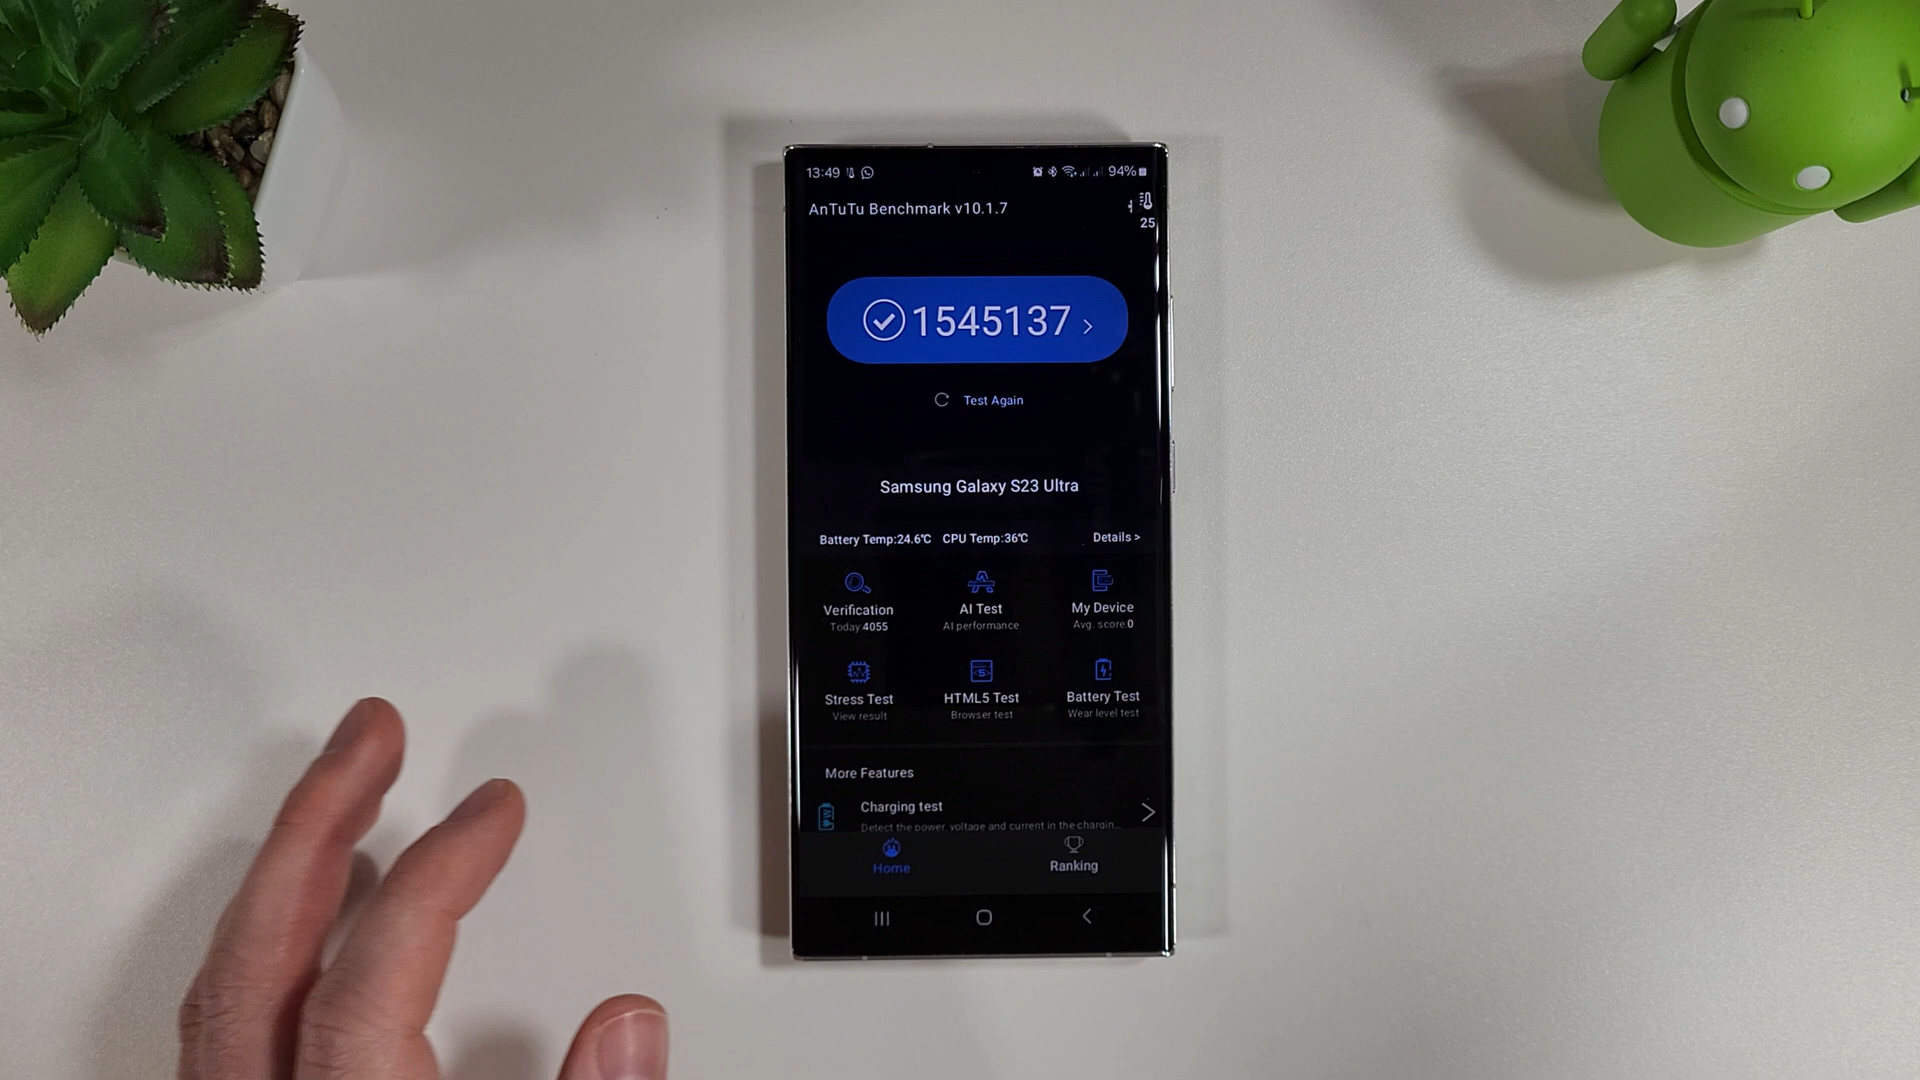 13:49 94%
AnTuTu Benchmark v10.1.7
25
1545137 >
Test Again
Samsung Galaxy S23 Ultra
Battery Temp:24.6℃ CPU Temp:36℃ Details >
Verification AI Test My Device
Today:4055 AI performance Avg. score:0
Stress Test HTML5 Test Battery Test
View result Browser test Wear level test
More Features
Charging test
Detect the power, voltage and current in the chargin...
Home Ranking